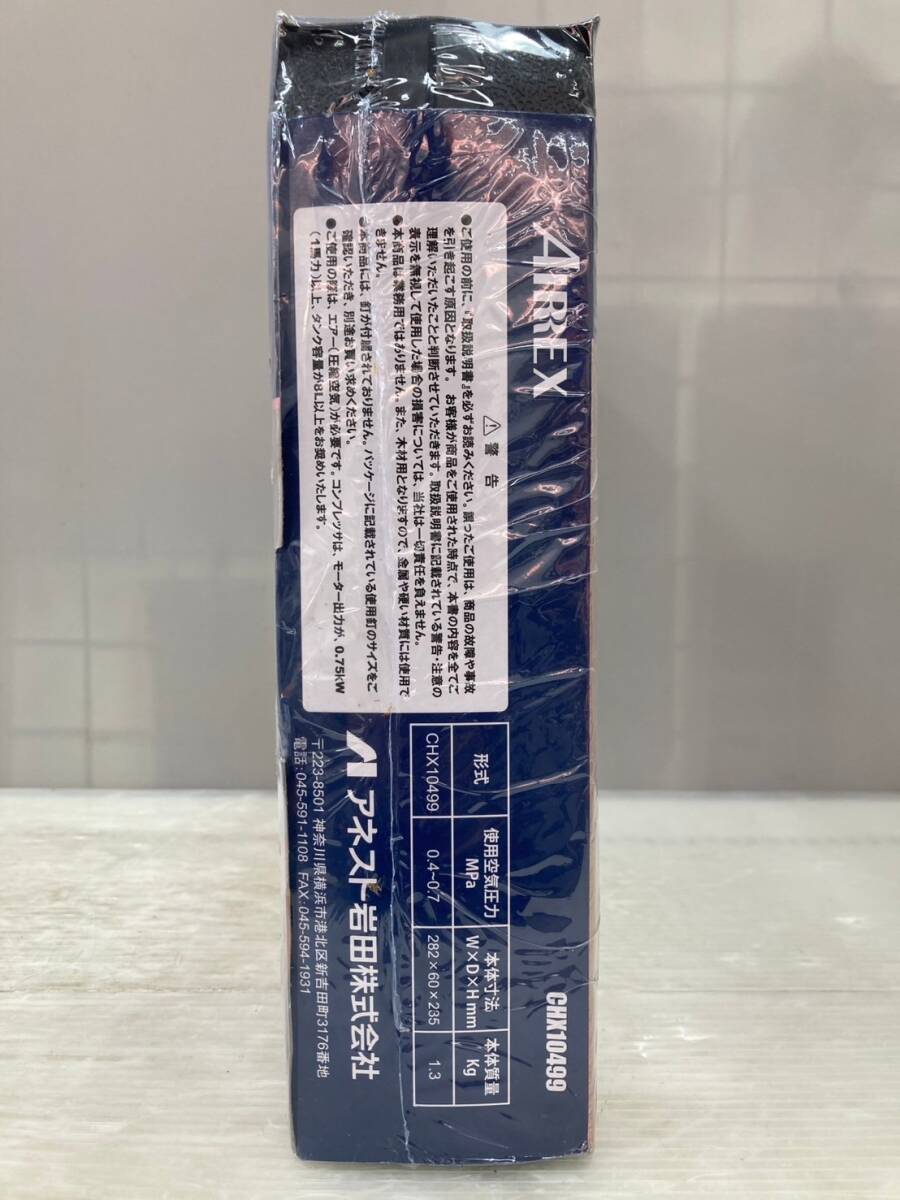 AIREX
CHX10499
⚠ 警 告
●ご使用の前に、『取扱説明書』を必ずお読みください。誤ったご使用は、商品の故障や事故
を引き起こす原因となります。 お客様が商品をご使用された時点で、本書の内容を全てご
理解いただいたことと判断させていただきます。取扱説明書に記載されている警告・注意の
表示を無視して使用した場合の損害については、当社は一切責任を負えません。
●本商品は業務用ではありません。また、木材用となりますので、金属や硬い材質には使用で
きません。
●本商品には、釘が付属されておりません。パッケージに記載されている使用釘のサイズをご
確認いただき、別途お買い求めください。
●ご使用の際は、エアー(圧縮空気)が必要です。コンプレッサは、モーター出力が、0.75kW
(1馬力)以上、タンク容量が8L以上をお奨めいたします。
形式 使用空気圧力 MPa 本体寸法 W×D×H mm 本体質量 Kg
CHX10499 0.4~0.7 282×60×235 1.3
アネスト岩田株式会社
〒223-8501 神奈川県横浜市港北区新吉田町3176番地
電話:045-591-1108 FAX:045-594-1931